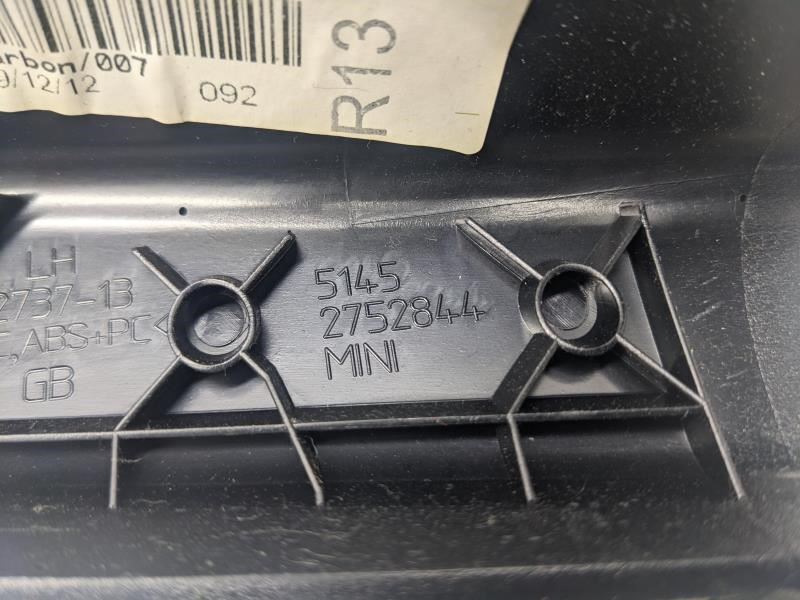 arbon/007
9/12/12
092
R13
LH
2737-13
,ABS+PC<
GB
5145
2752844
MINI